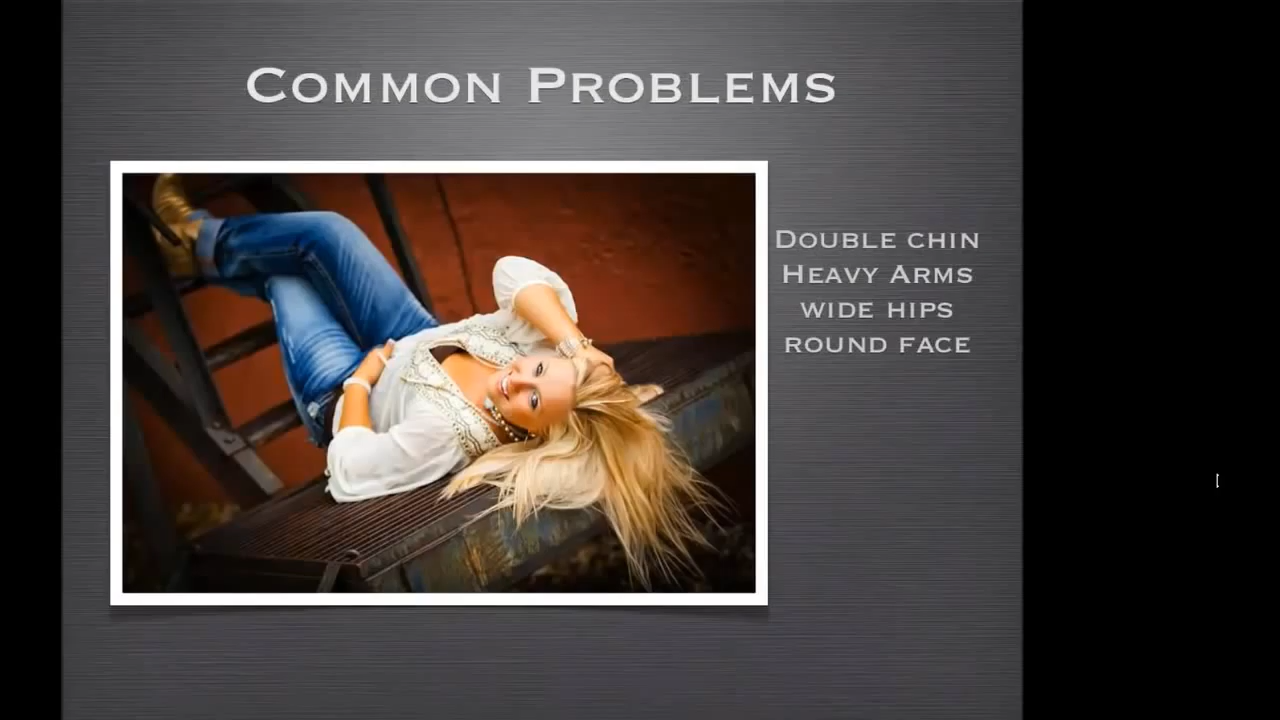 Common Problems
Double chin
Heavy Arms
wide hips
round face